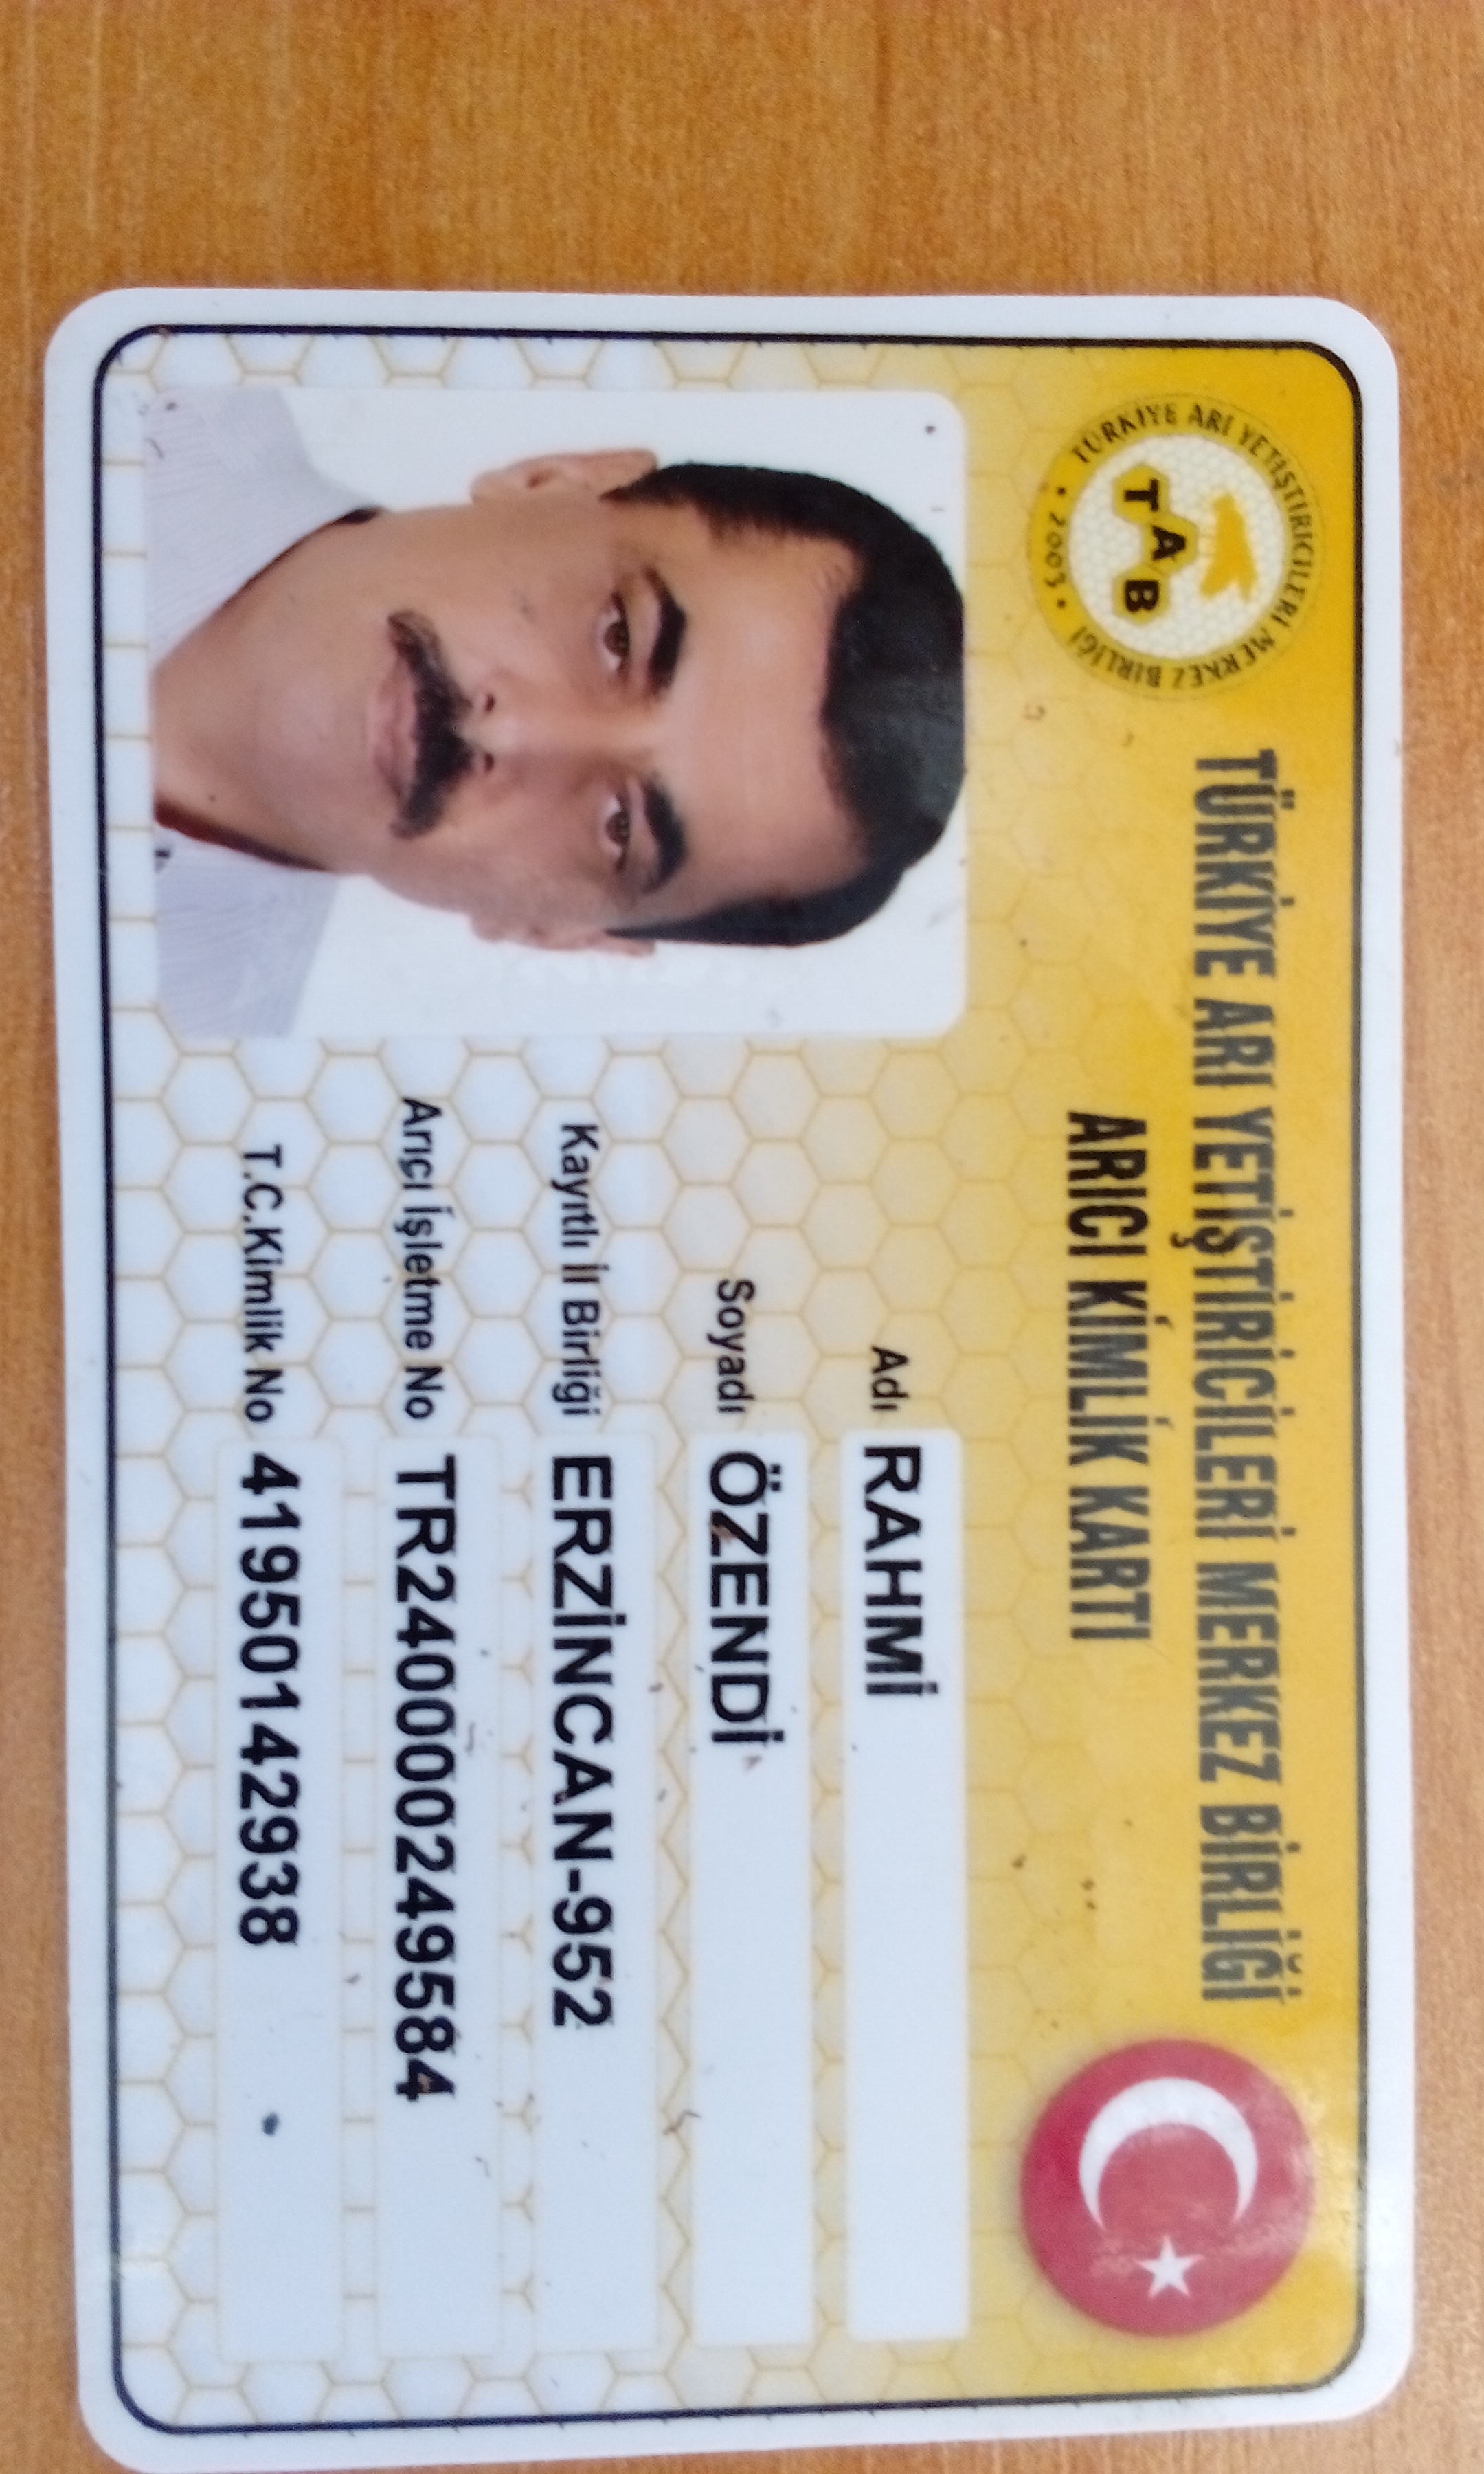 TÜRKİYE ARI YETİŞTİRİCİLERİ MERKEZ BİRLİĞİ
TAB
• 2003 •
TÜRKİYE ARI YETİŞTİRİCİLERİ MERKEZ BİRLİĞİ
ARICI KİMLİK KARTI
Adı RAHMİ
Soyadı ÖZENDİ
Kayıtlı İl Birliği ERZİNCAN-952
Arıcı İşletme No TR240000249584
T.C.Kimlik No 41950142938